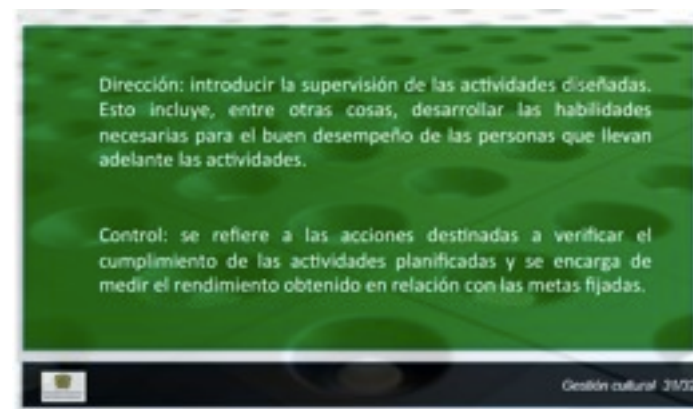 Dirección: introducir la supervisión de las actividades diseñadas.
Esto incluye, entre otras cosas, desarrollar las habilidades
necesarias para el buen desempeño de las personas que llevan
adelante las actividades.
Control: se refiere a las acciones destinadas a verificar el
cumplimiento de las actividades planificadas y se encarga de
medir el rendimiento obtenido en relación con las metas fijadas.
Gestión cultural 31/32